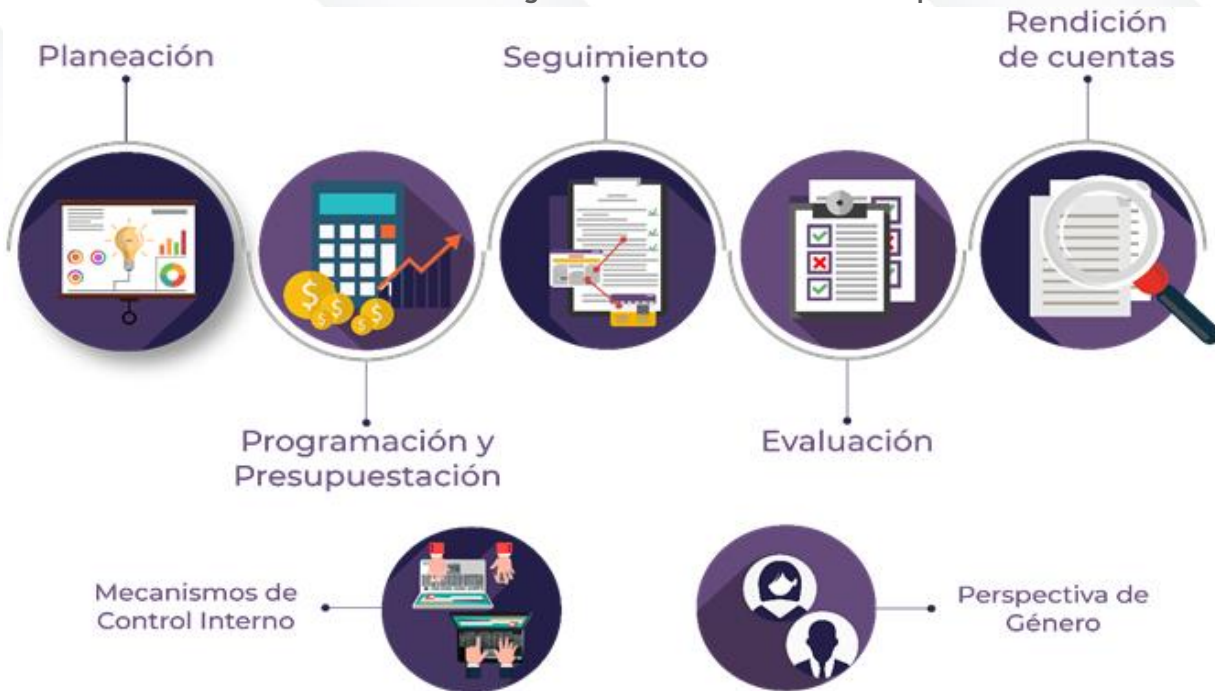 Planeación
Seguimiento
Rendición
de cuentas
Programación y
Presupuestación
Evaluación
Mecanismos de
Control Interno
Perspectiva de
Género